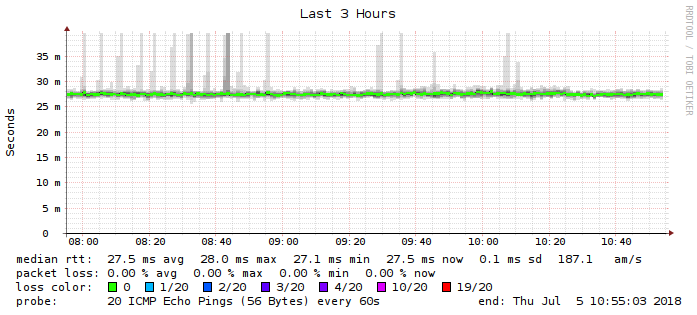 Last 3 Hours
RRDTOOL / TOBI OETIKER
Seconds
35 m
30 m
25 m
20 m
15 m
10 m
5 m
0
08:00 08:20 08:40 09:00 09:20 09:40 10:00 10:20 10:40
median rtt: 27.5 ms avg 28.0 ms max 27.1 ms min 27.5 ms now 0.1 ms sd 187.1 am/s
packet loss: 0.00 % avg 0.00 % max 0.00 % min 0.00 % now
loss color: 0 1/20 2/20 3/20 4/20 10/20 19/20
probe: 20 ICMP Echo Pings (56 Bytes) every 60s end: Thu Jul 5 10:55:03 2018